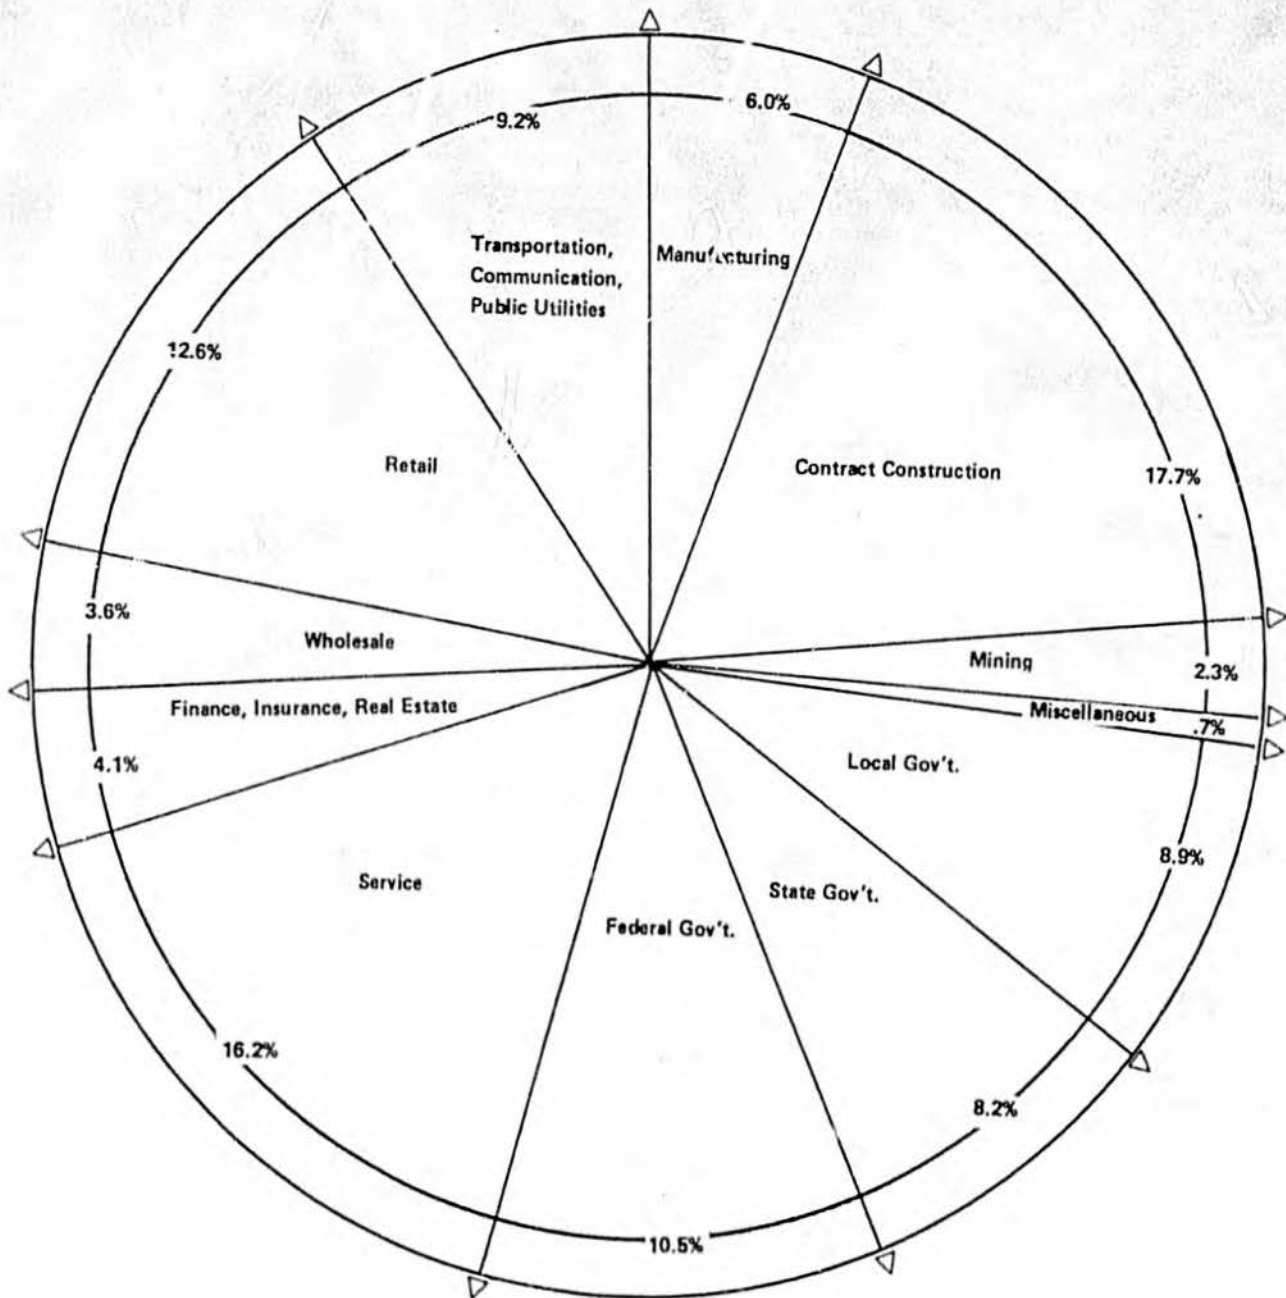 6.0%
9.2%
Transportation,
Communication,
Public Utilities
Manufacturing
12.6%
Retail
Contract Construction
17.7%
3.6%
Wholesale
Mining
2.3%
Finance, Insurance, Real Estate
Miscellaneous
.7%
4.1%
Local Gov't.
Service
State Gov't.
8.9%
Federal Gov't.
16.2%
8.2%
10.5%